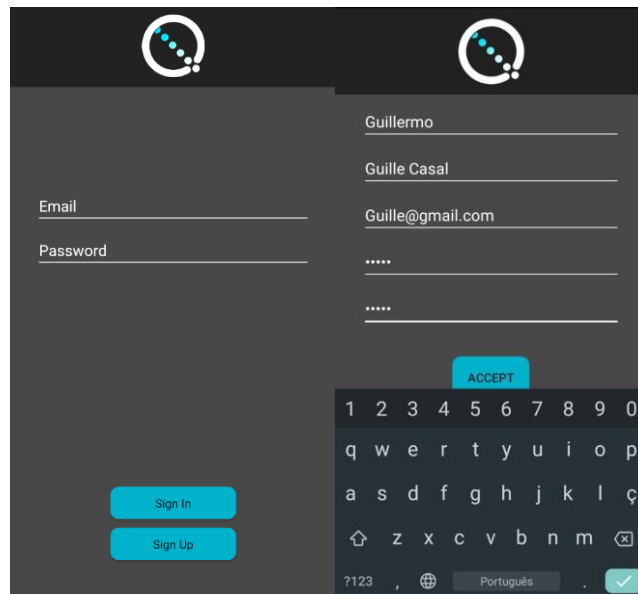 Email
Password
Sign In
Sign Up
Guillermo
Guille Casal
Guille@gmail.com
•••••
•••••
ACCEPT
1 2 3 4 5 6 7 8 9 0
q w e r t y u i o p
a s d f g h j k l ç
z x c v b n m
?123 , Português .